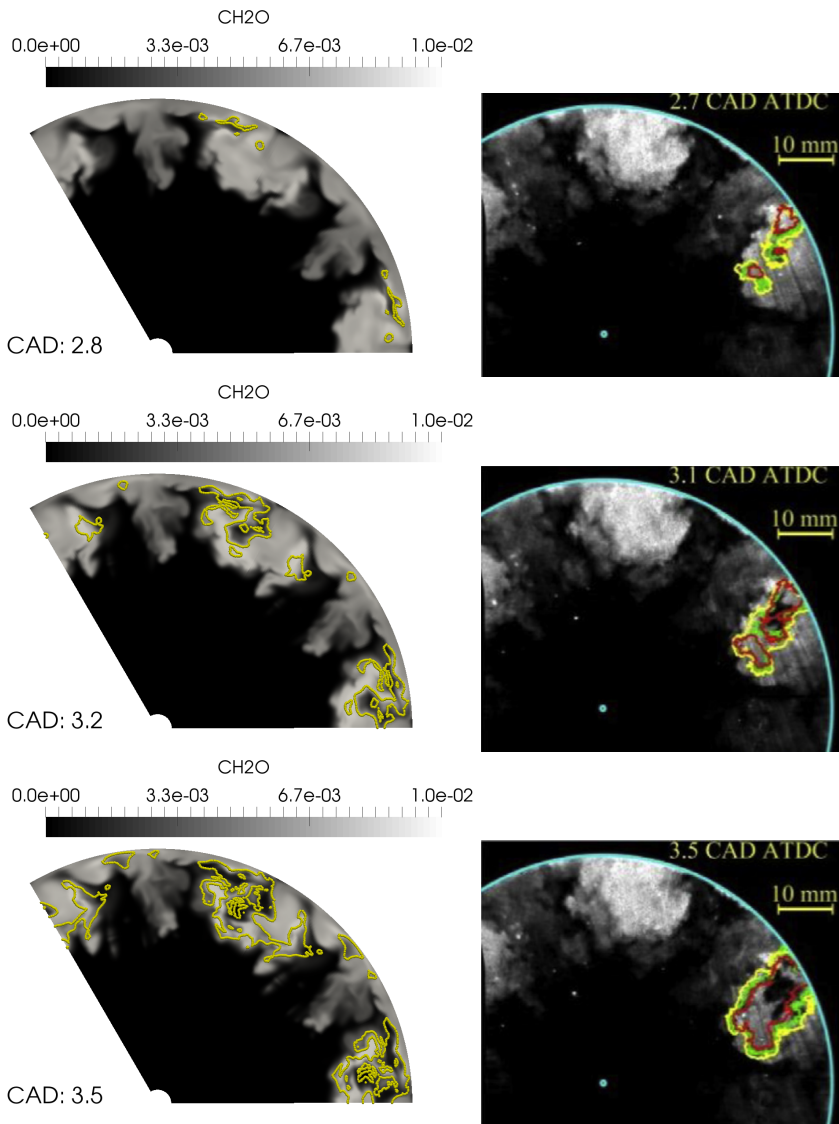 CH2O
0.0e+00 3.3e-03 6.7e-03 1.0e-02
2.7 CAD ATDC
10 mm
CAD: 2.8
CH2O
0.0e+00 3.3e-03 6.7e-03 1.0e-02
3.1 CAD ATDC
10 mm
CAD: 3.2
CH2O
0.0e+00 3.3e-03 6.7e-03 1.0e-02
3.5 CAD ATDC
10 mm
CAD: 3.5